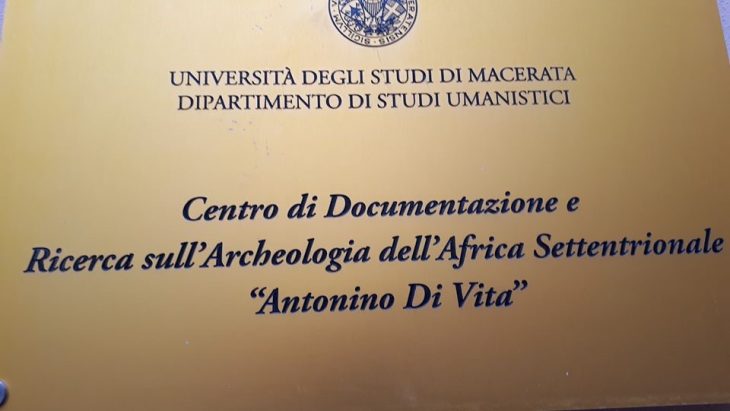 UNIVERSITÀ DEGLI STUDI DI MACERATA
DIPARTIMENTO DI STUDI UMANISTICI
Centro di Documentazione e
Ricerca sull'Archeologia dell'Africa Settentrionale
"Antonino Di Vita"